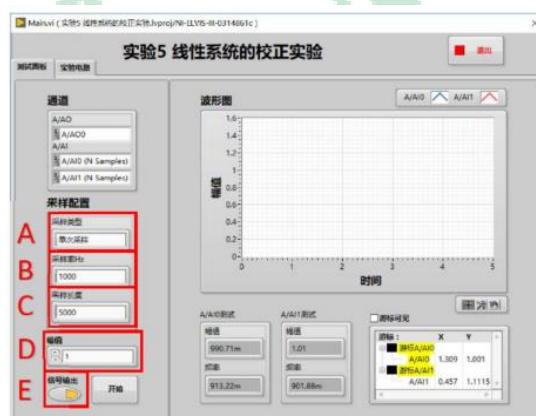 Main.vi ( 实验5 线性系统的校正实验.lvproj/NI-ELVIS-III-0314861c )
实验5 线性系统的校正实验
退出
测试面板 实验电路
通道
A/AO
A/AO0
A/AI
A/AI0 (N Samples)
A/AI1 (N Samples)
采样配置
A
采样类型
单次采样
B
采样率Hz
1000
C
采样长度
5000
D
幅值
1
E
信号输出
开始
波形图
A/AI0 A/AI1
1.6
1.4
1.2
1
0.8
0.6
0.4
0.2
0
幅值
0 1 2 3 4 5
时间
A/AI0测试
幅值
990.71m
频率
913.22m
A/AI1测试
幅值
1.01
频率
901.88m
游标可见
游标: X Y
游标A/AI0
A/AI0 1.309 1.001
游标A/AI1
A/AI1 0.457 1.1115